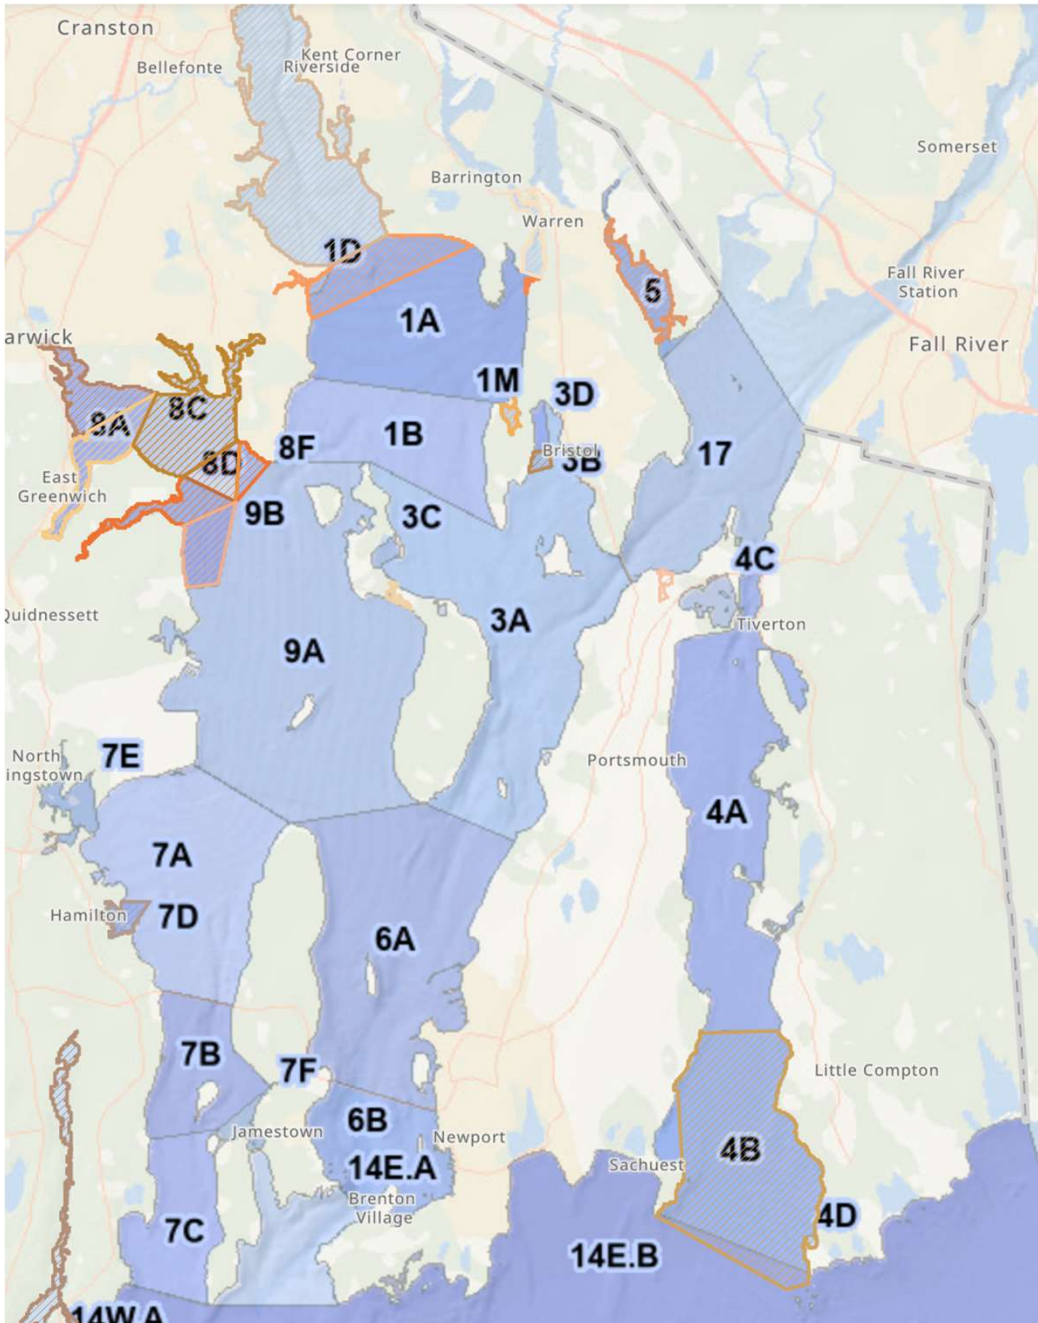 Cranston
Kent Corner
Bellefonte
Riverside
Somerset
Barrington
Warren
1D
Fall River
Station
5
1A
arwick
Fall River
1M
3D
8C
8A
1B
8F
Bristol
17
8D
3B
East
Greenwich
9B
3C
4C
Quidnessett
3A
Tiverton
9A
7E
North
ingstown
Portsmouth
4A
7A
Hamilton
7D
6A
7B
7F
Little Compton
6B
Jamestown
Newport
4B
14E.A
Sachuest
Brenton
Village
4D
7C
14E.B
14W.A